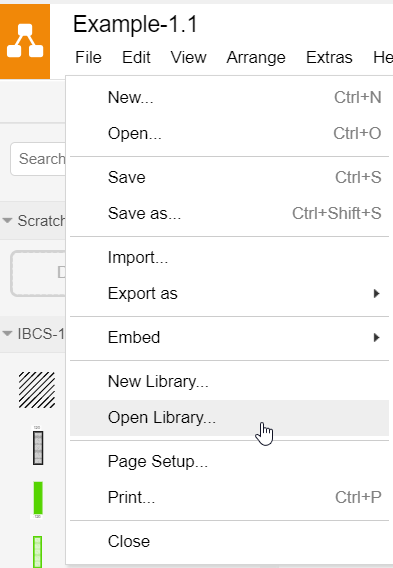 Example-1.1
File Edit View Arrange Extras He
New... Ctrl+N
Open... Ctrl+O
Search
Save Ctrl+S
Save as... Ctrl+Shift+S
Scratch
Import...
Export as
IBCS-1
Embed
New Library...
Open Library...
Page Setup...
Print... Ctrl+P
Close